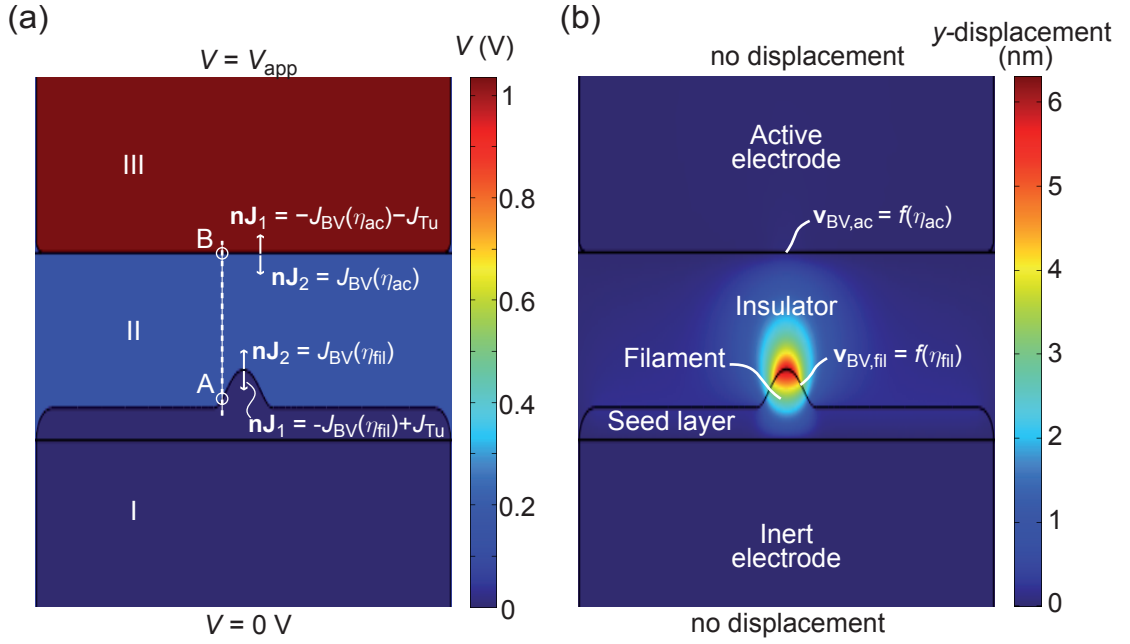 (a)
V = Vapp
V (V)
1
0.8
0.6
0.4
0.2
0
III
B
nJ1 = −JBV(ηac)−JTu
nJ2 = JBV(ηac)
II
nJ2 = JBV(ηfil)
A
nJ1 = -JBV(ηfil)+JTu
I
V = 0 V
(b)
no displacement
y-displacement
(nm)
6
5
4
3
2
1
0
Active
electrode
vBV,ac = f(ηac)
Insulator
Filament
vBV,fil = f(ηfil)
Seed layer
Inert
electrode
no displacement